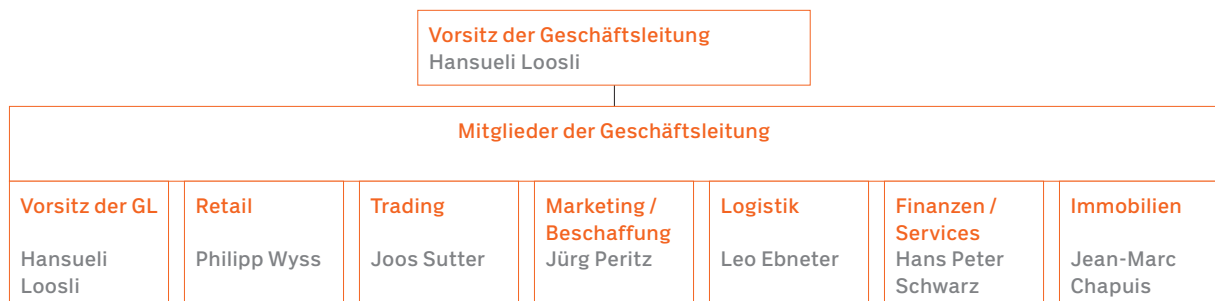 Vorsitz der Geschäftsleitung
Hansueli Loosli
Mitglieder der Geschäftsleitung
Vorsitz der GL
Hansueli
Loosli
Retail
Philipp Wyss
Trading
Joos Sutter
Marketing /
Beschaffung
Jürg Peritz
Logistik
Leo Ebneter
Finanzen /
Services
Hans Peter
Schwarz
Immobilien
Jean-Marc
Chapuis